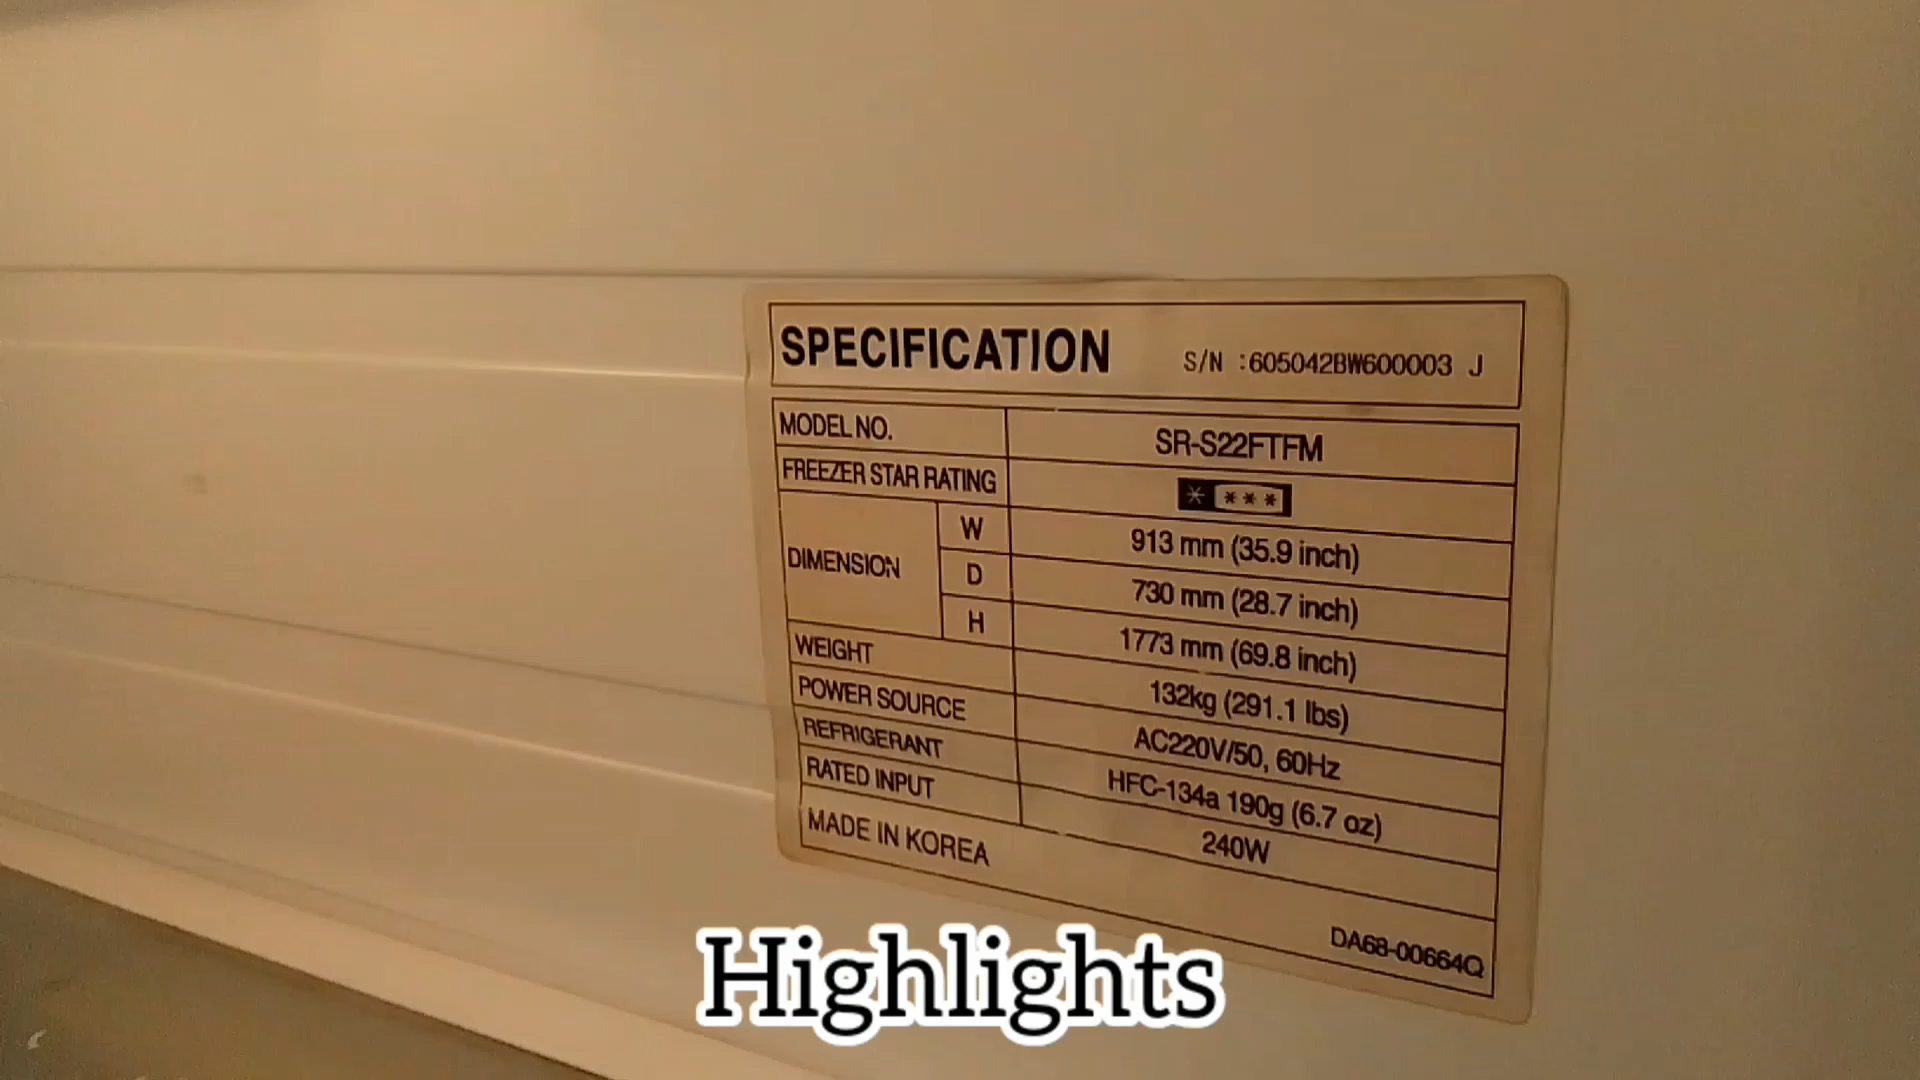 SPECIFICATION S/N :605042BW600003 J
MODEL NO. SR-S22FTFM
FREEZER STAR RATING * ***
DIMENSION
W 913 mm (35.9 inch)
D 730 mm (28.7 inch)
H 1773 mm (69.8 inch)
WEIGHT 132kg (291.1 lbs)
POWER SOURCE AC220V/50, 60Hz
REFRIGERANT HFC-134a 190g (6.7 oz)
RATED INPUT 240W
MADE IN KOREA
DA68-00664Q
Highlights